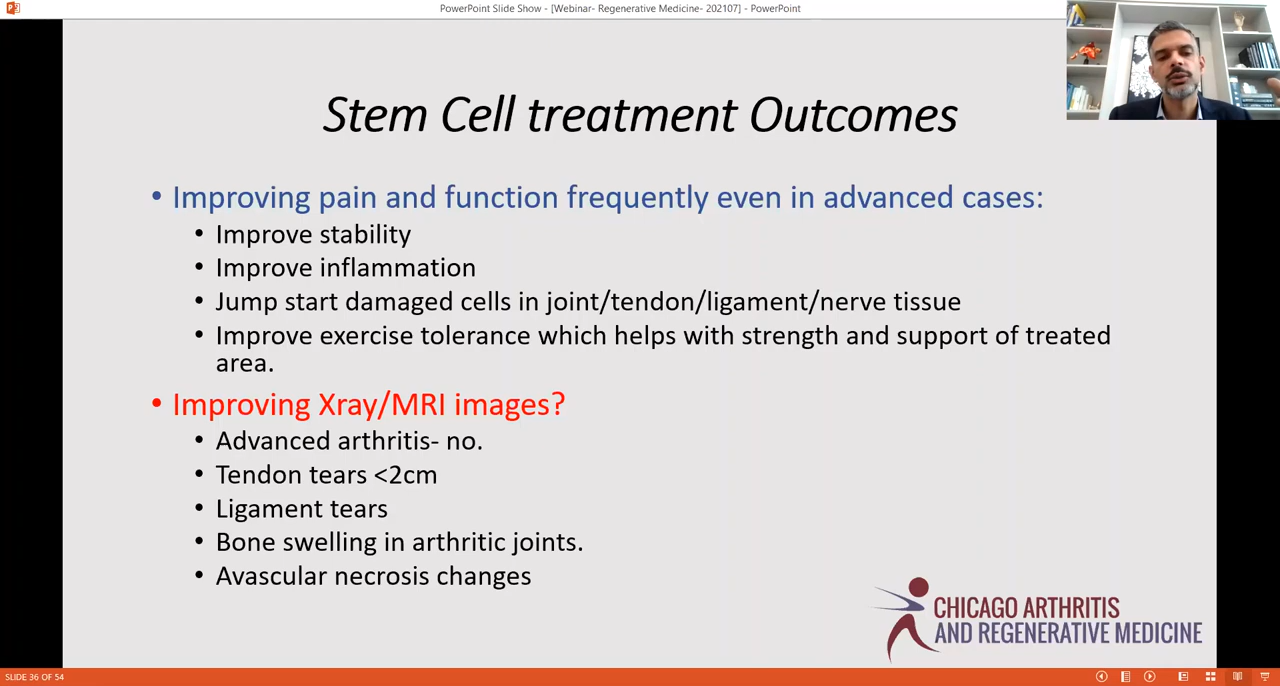 PowerPoint Slide Show - [Webinar- Regenerative Medicine- 202107] - PowerPoint
Stem Cell treatment Outcomes
• Improving pain and function frequently even in advanced cases:
• Improve stability
• Improve inflammation
• Jump start damaged cells in joint/tendon/ligament/nerve tissue
• Improve exercise tolerance which helps with strength and support of treated
area.
• Improving Xray/MRI images?
• Advanced arthritis- no.
• Tendon tears <2cm
• Ligament tears
• Bone swelling in arthritic joints.
• Avascular necrosis changes
CHICAGO ARTHRITIS
AND REGENERATIVE MEDICINE
SLIDE 36 OF 54